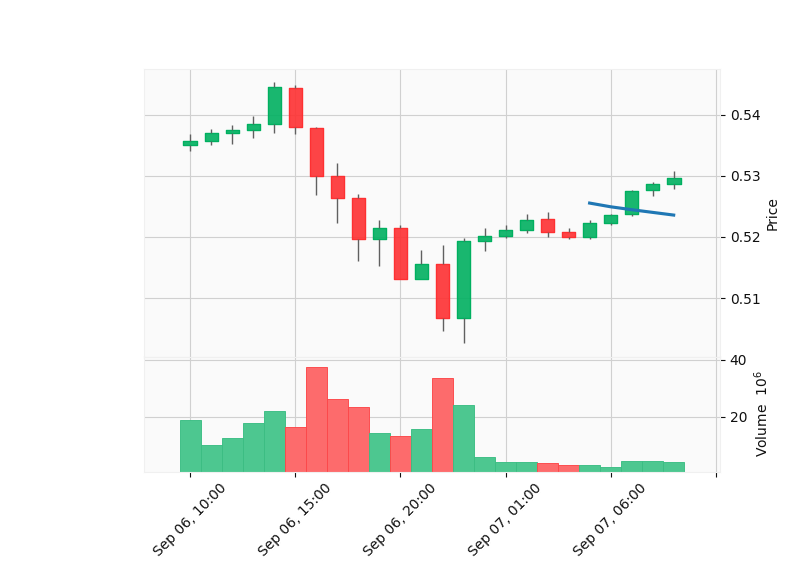 0.54
0.53
0.52
0.51
Price
40
20
Volume 10^6
Sep 06, 10:00
Sep 06, 15:00
Sep 06, 20:00
Sep 07, 01:00
Sep 07, 06:00